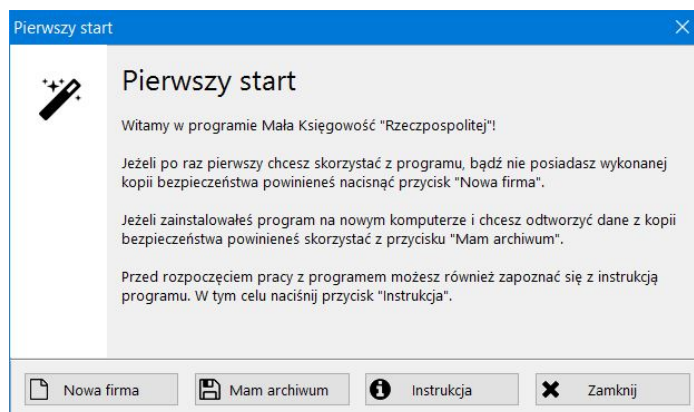 Pierwszy start
Pierwszy start
Witamy w programie Mała Księgowość "Rzeczpospolitej"!
Jeżeli po raz pierwszy chcesz skorzystać z programu, bądź nie posiadasz wykonanej
kopii bezpieczeństwa powinieneś nacisnąć przycisk "Nowa firma".
Jeżeli zainstalowałeś program na nowym komputerze i chcesz odtworzyć dane z kopii
bezpieczeństwa powinieneś skorzystać z przycisku "Mam archiwum".
Przed rozpoczęciem pracy z programem możesz również zapoznać się z instrukcją
programu. W tym celu naciśnij przycisk "Instrukcja".
Nowa firma
Mam archiwum
Instrukcja
Zamknij